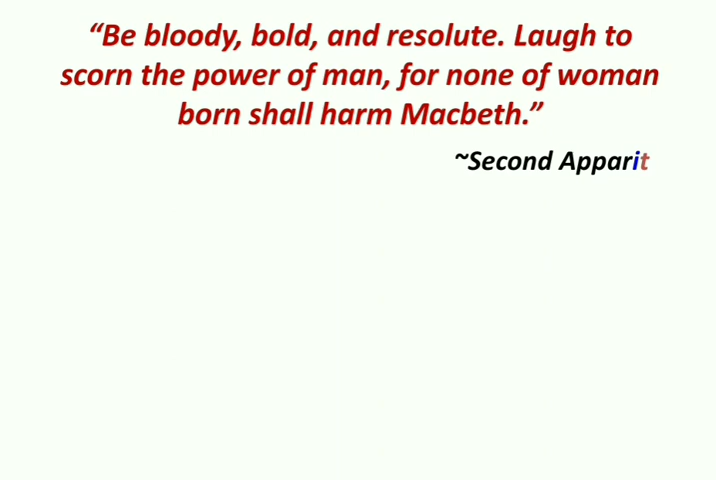 “Be bloody, bold, and resolute. Laugh to
scorn the power of man, for none of woman
born shall harm Macbeth.”
~Second Apparit